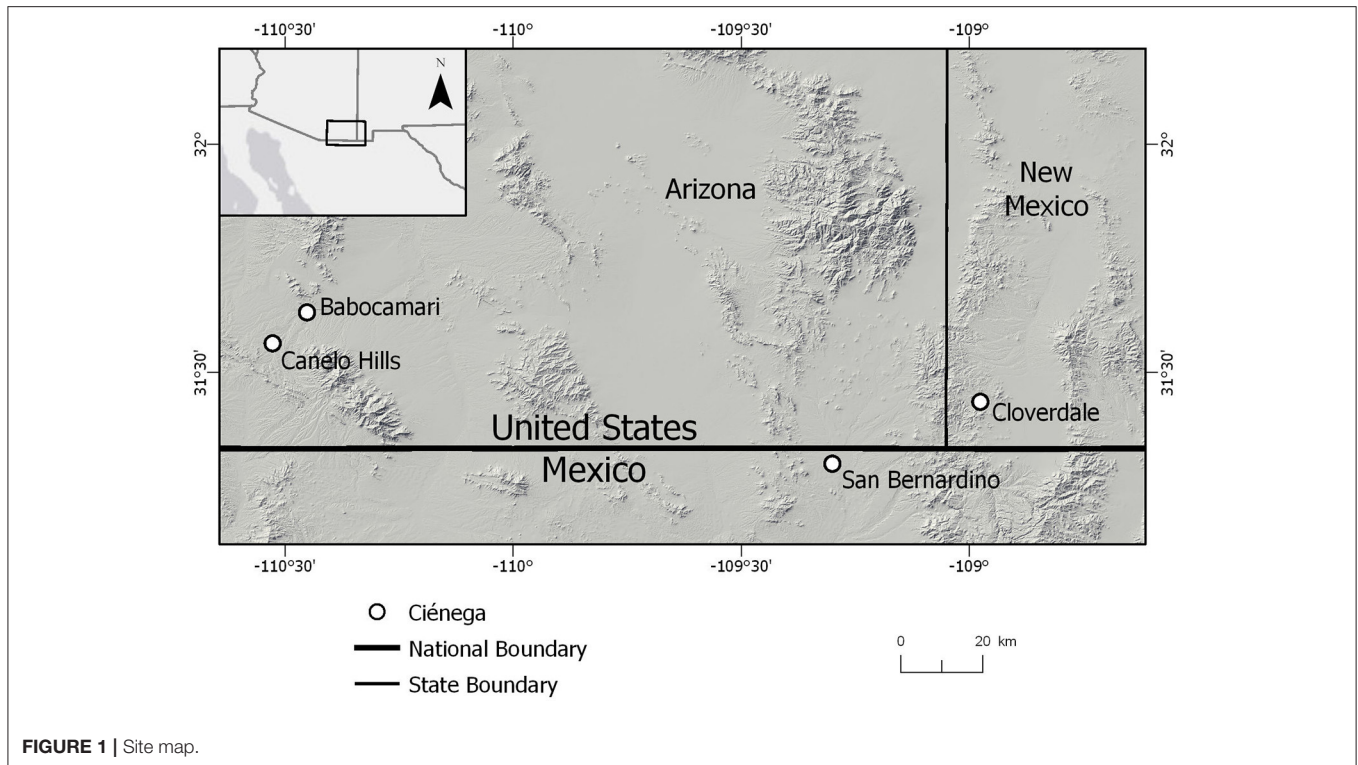 -110°30'
-110°
-109°30'
-109°
N
32°
32°
Arizona
New
Mexico
Babocamari
Canelo Hills
31°30'
31°30'
Cloverdale
United States
Mexico
San Bernardino
-110°30'
-110°
-109°30'
-109°
Ciénega
National Boundary
State Boundary
0 20 km
FIGURE 1 | Site map.